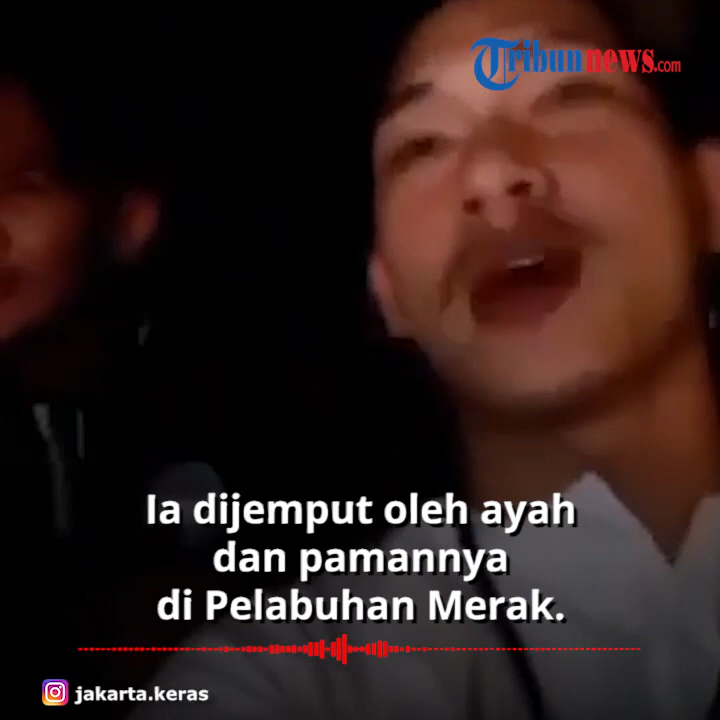 Tribunnews.com
Ia dijemput oleh ayah
dan pamannya
di Pelabuhan Merak.
jakarta.keras